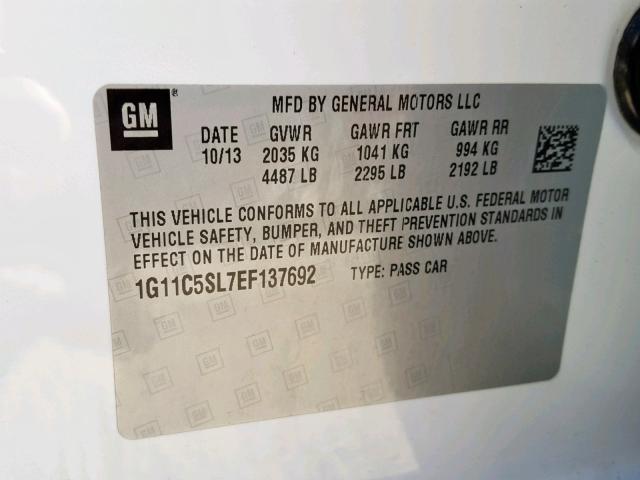 GM ® MFD BY GENERAL MOTORS LLC
DATE GVWR GAWR FRT GAWR RR
10/13 2035 KG 1041 KG 994 KG
4487 LB 2295 LB 2192 LB
THIS VEHICLE CONFORMS TO ALL APPLICABLE U.S. FEDERAL MOTOR
VEHICLE SAFETY, BUMPER, AND THEFT PREVENTION STANDARDS IN
EFFECT ON THE DATE OF MANUFACTURE SHOWN ABOVE.
1G11C5SL7EF137692 TYPE: PASS CAR